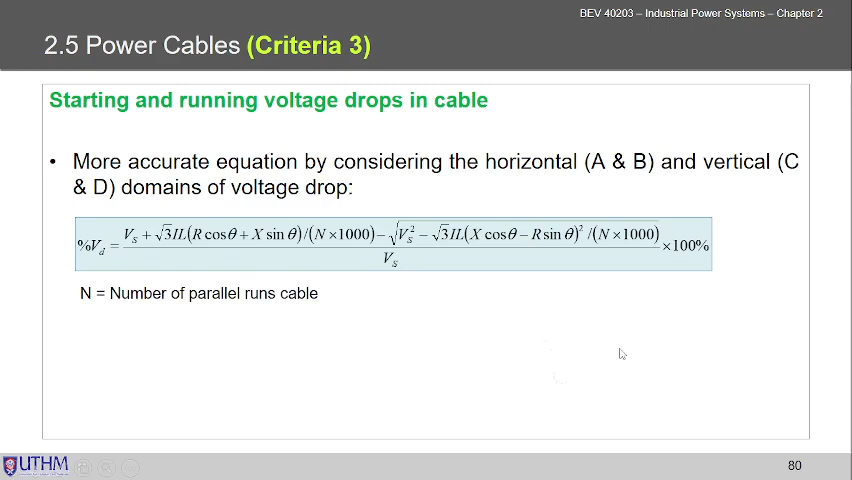 BEV 40203 – Industrial Power Systems – Chapter 2
2.5 Power Cables (Criteria 3)
Starting and running voltage drops in cable
• More accurate equation by considering the horizontal (A & B) and vertical (C
& D) domains of voltage drop:
%V_d = (V_S + √3IL(R cosθ + X sinθ)/(N×1000) − √(V_S² − √3IL(X cosθ − R sinθ)²/(N×1000)))/V_S ×100%
N = Number of parallel runs cable
UTHM
80